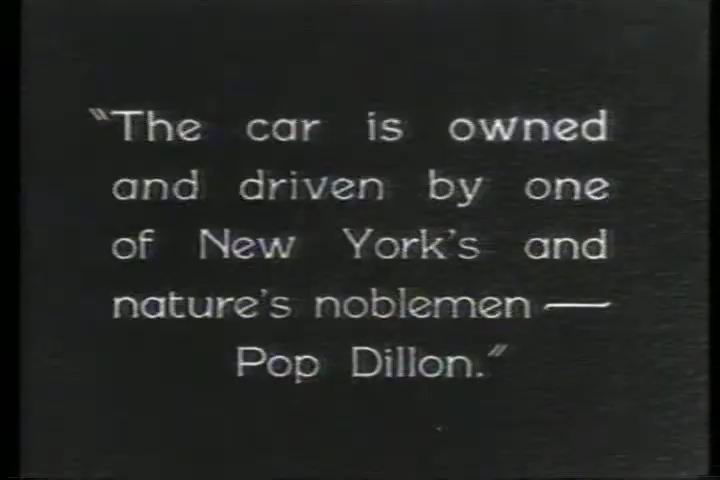 "The car is owned
and driven by one
of New York's and
nature's noblemen —
Pop Dillon."